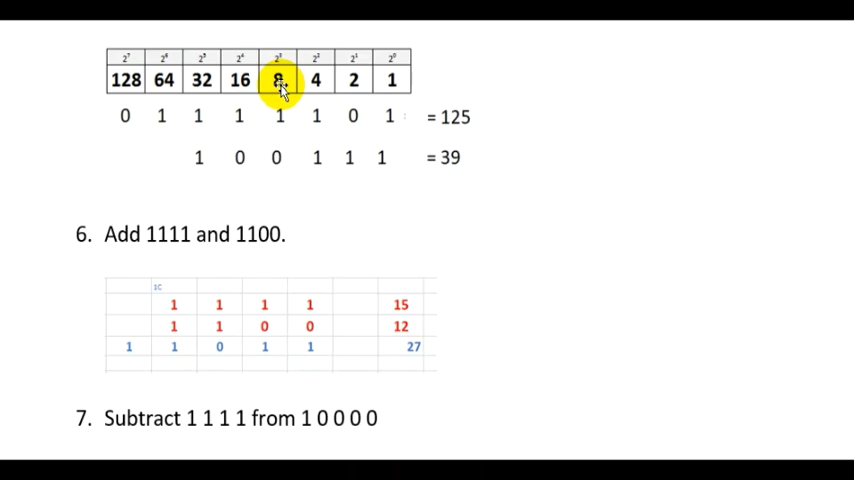 2⁷ 2⁶ 2⁵ 2⁴ 2³ 2² 2¹ 2⁰
128 64 32 16 8 4 2 1
0 1 1 1 1 1 0 1 = 125
1 0 0 1 1 1 = 39
6. Add 1111 and 1100.
1C
1 1 1 1 15
1 1 0 0 12
1 1 0 1 1 27
7. Subtract 1 1 1 1 from 1 0 0 0 0